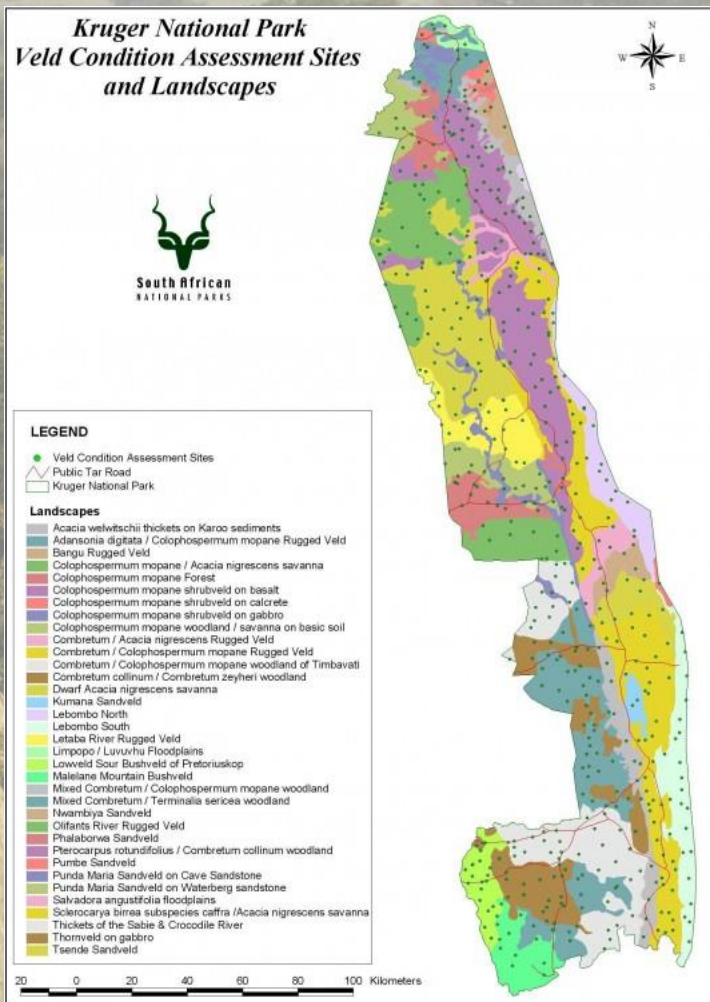 Kruger National Park
Veld Condition Assessment Sites
and Landscapes
N
W
E
S
South African
NATIONAL PARKS
LEGEND
Veld Condition Assessment Sites
Public Tar Road
Kruger National Park
Landscapes
Acacia welwitschii thickets on Karoo sediments
Adansonia digitata / Colophospermum mopane Rugged Veld
Bangu Rugged Veld
Colophospermum mopane / Acacia nigrescens savanna
Colophospermum mopane Forest
Colophospermum mopane shrubveld on basalt
Colophospermum mopane shrubveld on calcrete
Colophospermum mopane shrubveld on gabbro
Colophospermum mopane woodland / savanna on basic soil
Combretum / Acacia nigrescens Rugged Veld
Combretum / Colophospermum mopane Rugged Veld
Combretum / Colophospermum mopane woodland of Timbavati
Combretum collinum / Combretum zeyheri woodland
Dwarf Acacia nigrescens savanna
Kumana Sandveld
Lebombo North
Lebombo South
Letaba River Rugged Veld
Limpopo / Luvuvhu Floodplains
Lowveld Sour Bushveld of Pretoriuskop
Malelane Mountain Bushveld
Mixed Combretum / Colophospermum mopane woodland
Mixed Combretum / Terminalia sericea woodland
Nwambiya Sandveld
Olifants River Rugged Veld
Phalaborwa Sandveld
Pterocarpus rotundifolius / Combretum collinum woodland
Pumbe Sandveld
Punda Maria Sandveld on Cave Sandstone
Punda Maria Sandveld on Waterberg sandstone
Salvadora angustifolia floodplains
Sclerocarya birrea subspecies caffra /Acacia nigrescens savanna
Thickets of the Sabie & Crocodile River
Thornveld on gabbro
Tsende Sandveld
20 0 20 40 60 80 100 Kilometers